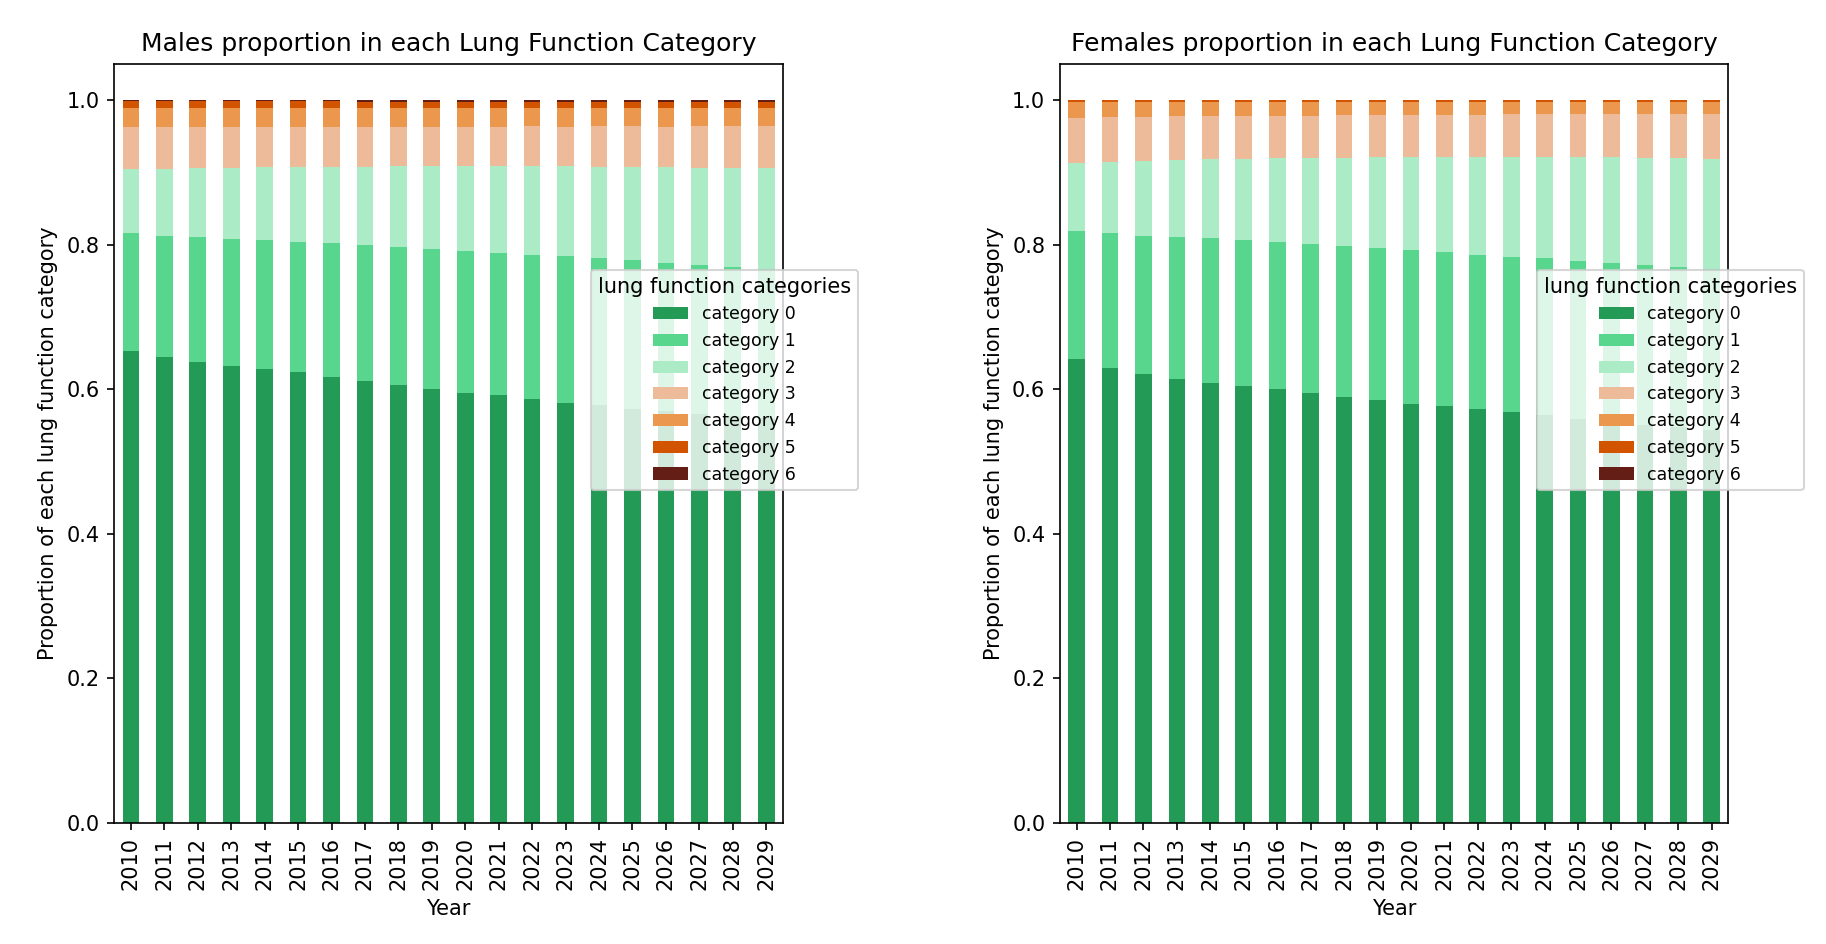 Males proportion in each Lung Function Category
Proportion of each lung function category
1.0
0.8
0.6
0.4
0.2
0.0
lung function categories
category 0
category 1
category 2
category 3
category 4
category 5
category 6
2010 2011 2012 2013 2014 2015 2016 2017 2018 2019 2020 2021 2022 2023 2024 2025 2026 2027 2028 2029
Year
Females proportion in each Lung Function Category
Proportion of each lung function category
1.0
0.8
0.6
0.4
0.2
0.0
lung function categories
category 0
category 1
category 2
category 3
category 4
category 5
category 6
2010 2011 2012 2013 2014 2015 2016 2017 2018 2019 2020 2021 2022 2023 2024 2025 2026 2027 2028 2029
Year